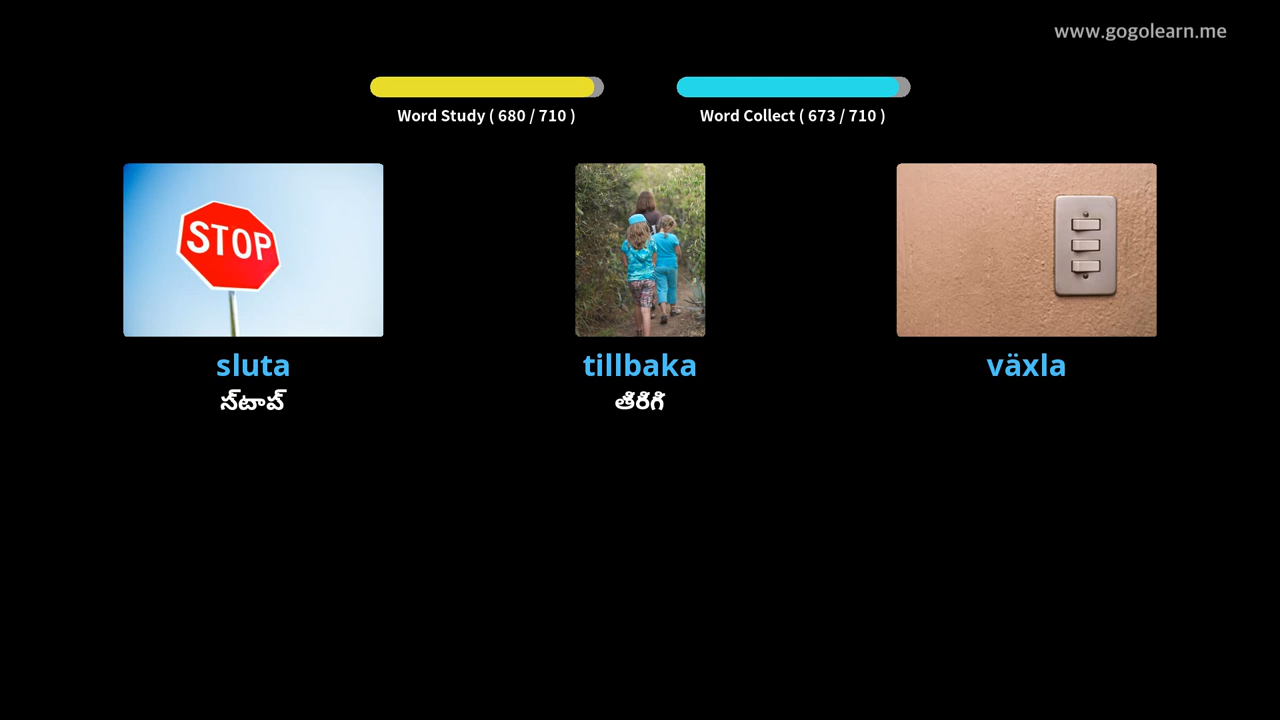 www.gogolearn.me
Word Study ( 680 / 710 )
Word Collect ( 673 / 710 )
STOP
sluta
tillbaka
växla
స్‌టాప్
తిరిగి